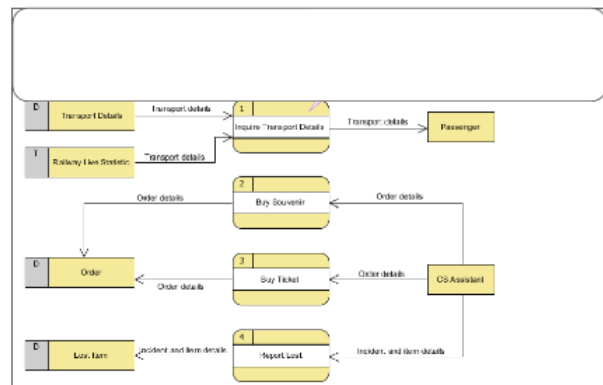 D
Transport Details
Transport details
1
Inquire Transport Details
Transport details
Passenger
T
Railway Live Statistic
Transport details
2
Buy Souvenir
Order details
Order details
D
Order
Order details
3
Buy Ticket
Order details
CS Assistant
D
Lost Item
Incident and item details
4
Report Lost
Incident and item details